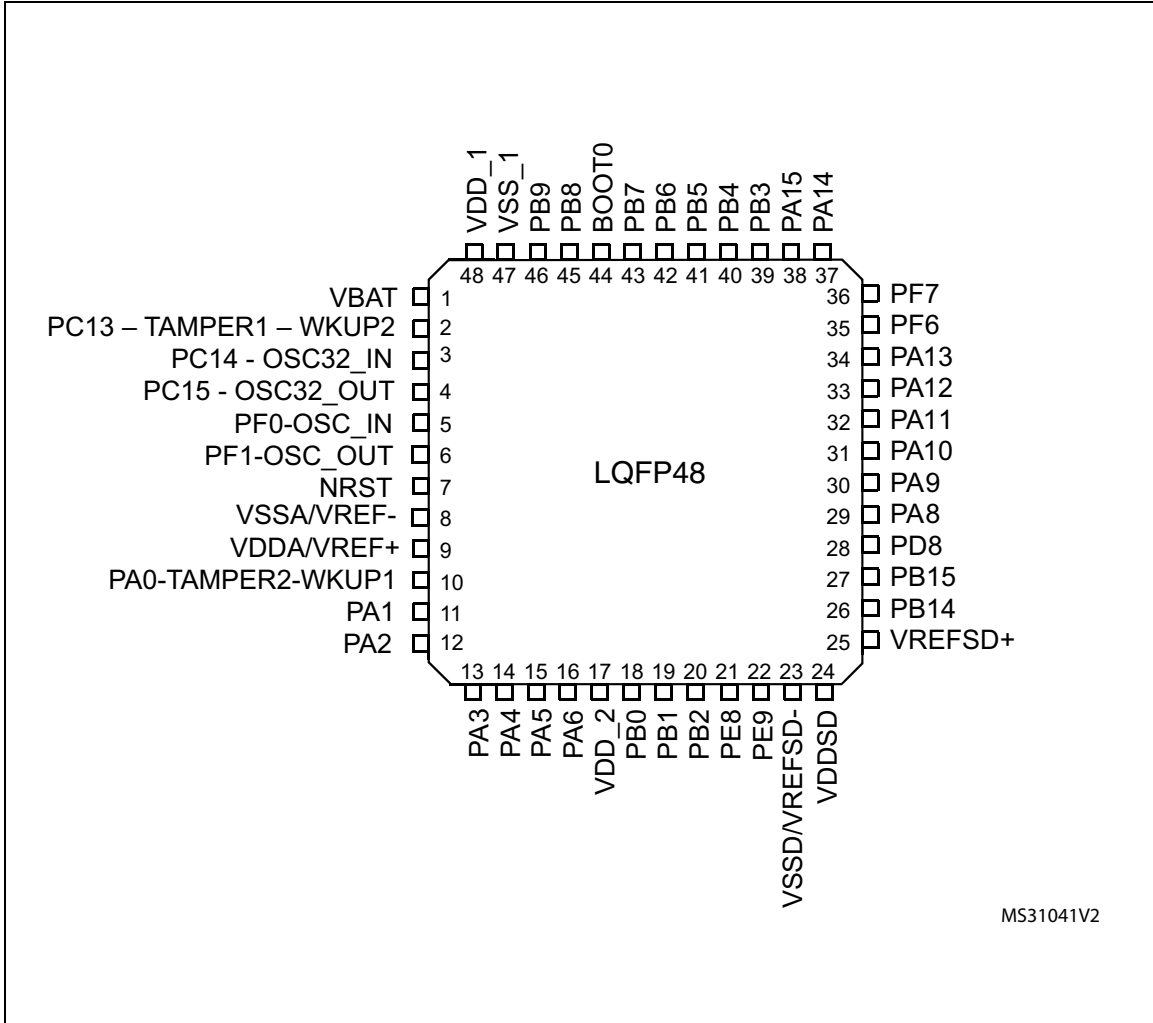 VDD_1
VSS_1
PB9
PB8
BOOT0
PB7
PB6
PB5
PB4
PB3
PA15
PA14
48 47 46 45 44 43 42 41 40 39 38 37
VBAT 1
PC13 – TAMPER1 – WKUP2 2
PC14 - OSC32_IN 3
PC15 - OSC32_OUT 4
PF0-OSC_IN 5
PF1-OSC_OUT 6
NRST 7
VSSA/VREF- 8
VDDA/VREF+ 9
PA0-TAMPER2-WKUP1 10
PA1 11
PA2 12
LQFP48
36 PF7
35 PF6
34 PA13
33 PA12
32 PA11
31 PA10
30 PA9
29 PA8
28 PD8
27 PB15
26 PB14
25 VREFSD+
13 14 15 16 17 18 19 20 21 22 23 24
PA3
PA4
PA5
PA6
VDD_2
PB0
PB1
PB2
PE8
PE9
VSSD/VREFSD-
VDDSD
MS31041V2